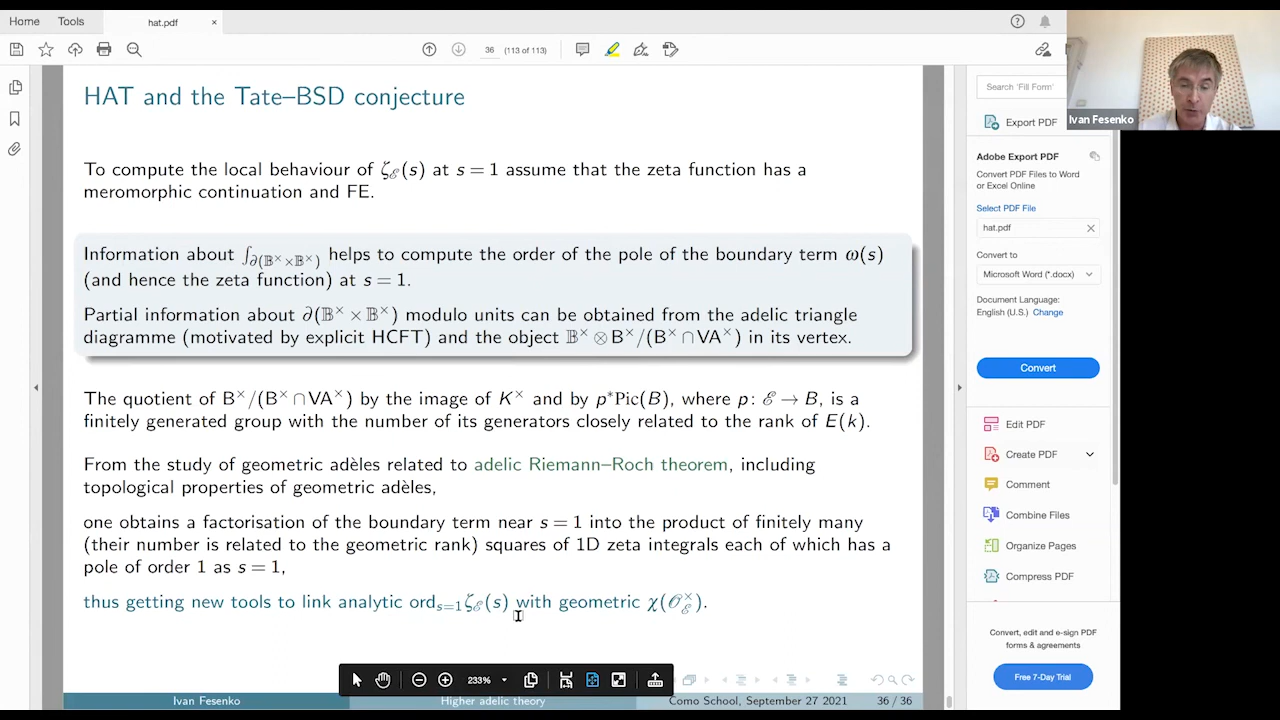 Home Tools hat.pdf ×
36 (113 of 113)
Ivan Fesenko
HAT and the Tate–BSD conjecture
To compute the local behaviour of ζ_ℰ(s) at s = 1 assume that the zeta function has a
meromorphic continuation and FE.
Information about ∫_∂(𝔹××𝔹×) helps to compute the order of the pole of the boundary term ω(s)
(and hence the zeta function) at s = 1.
Partial information about ∂(𝔹× × 𝔹×) modulo units can be obtained from the adelic triangle
diagramme (motivated by explicit HCFT) and the object 𝔹× ⊗ B×/(B× ∩ VA×) in its vertex.
The quotient of B×/(B× ∩ VA×) by the image of K× and by p*Pic(B), where p: ℰ → B, is a
finitely generated group with the number of its generators closely related to the rank of E(k).
From the study of geometric adèles related to adelic Riemann–Roch theorem, including
topological properties of geometric adèles,
one obtains a factorisation of the boundary term near s = 1 into the product of finitely many
(their number is related to the geometric rank) squares of 1D zeta integrals each of which has a
pole of order 1 as s = 1,
thus getting new tools to link analytic ord_{s=1}ζ_ℰ(s) with geometric χ(𝒪_ℰ^×).
233%
Ivan Fesenko Higher adelic theory Como School, September 27 2021 36 / 36
Search 'Fill Form'
Export PDF
Adobe Export PDF
Convert PDF Files to Word
or Excel Online
Select PDF File
hat.pdf ×
Convert to
Microsoft Word (*.docx)
Document Language:
English (U.S.) Change
Convert
Edit PDF
Create PDF
Comment
Combine Files
Organize Pages
Compress PDF
Convert, edit and e-sign PDF
forms & agreements
Free 7-Day Trial